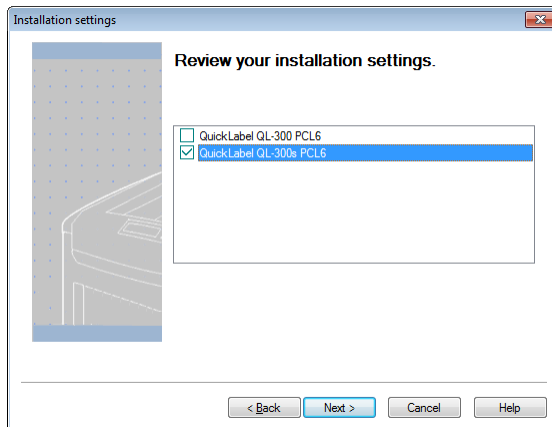 Installation settings
Review your installation settings.
QuickLabel QL-300 PCL6
QuickLabel QL-300s PCL6
< Back Next > Cancel Help